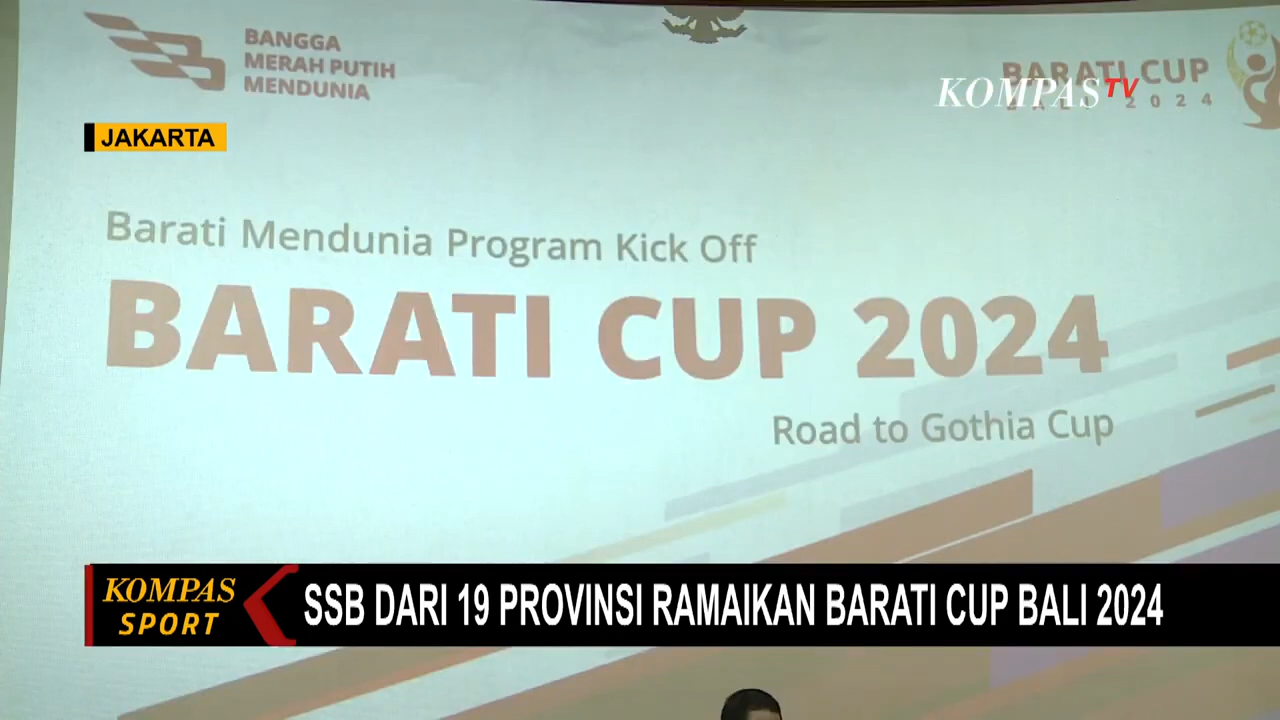 BANGGA
MERAH PUTIH
MENDUNIA
BARATI CUP
BALI 2024
KOMPAS TV
JAKARTA
Barati Mendunia Program Kick Off
BARATI CUP 2024
Road to Gothia Cup
KOMPAS
SPORT
SSB DARI 19 PROVINSI RAMAIKAN BARATI CUP BALI 2024